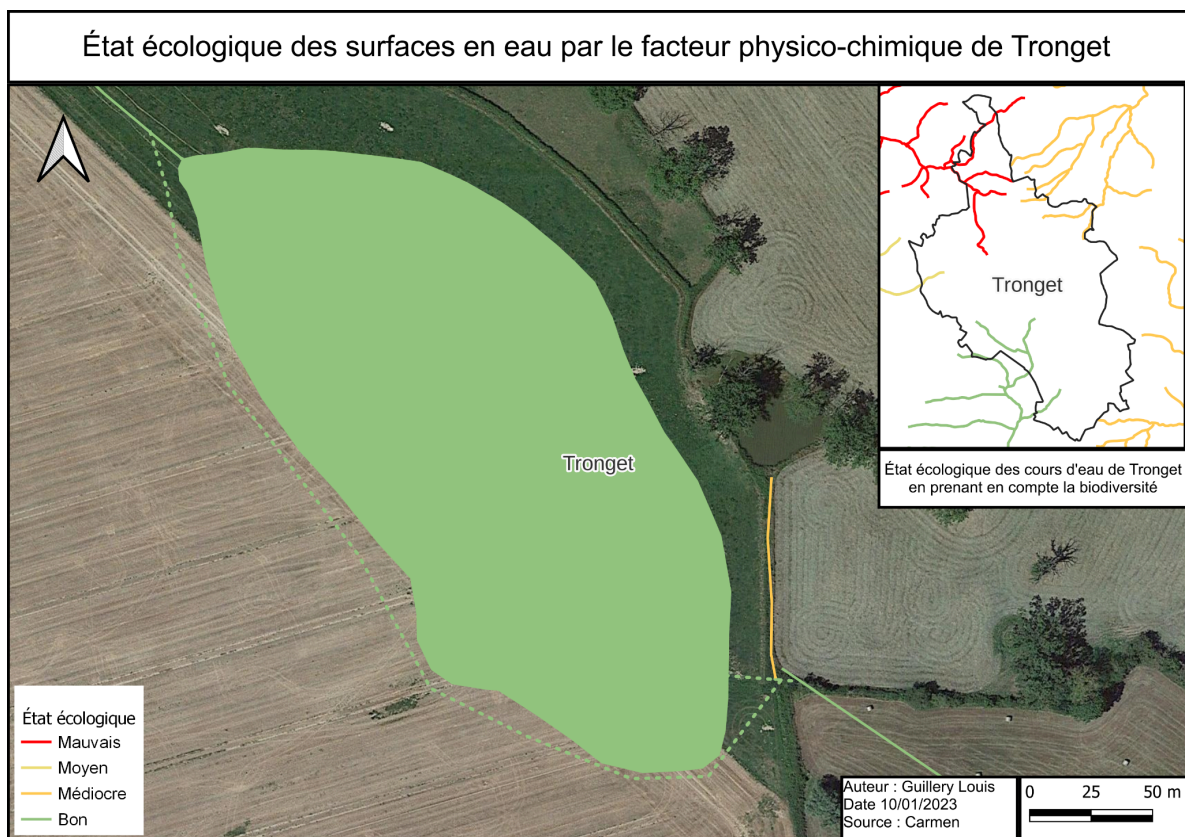 État écologique des surfaces en eau par le facteur physico-chimique de Tronget
Tronget
État écologique des cours d'eau de Tronget
en prenant en compte la biodiversité
Tronget
État écologique
Mauvais
Moyen
Médiocre
Bon
Auteur : Guillery Louis
Date 10/01/2023
Source : Carmen
0 25 50 m